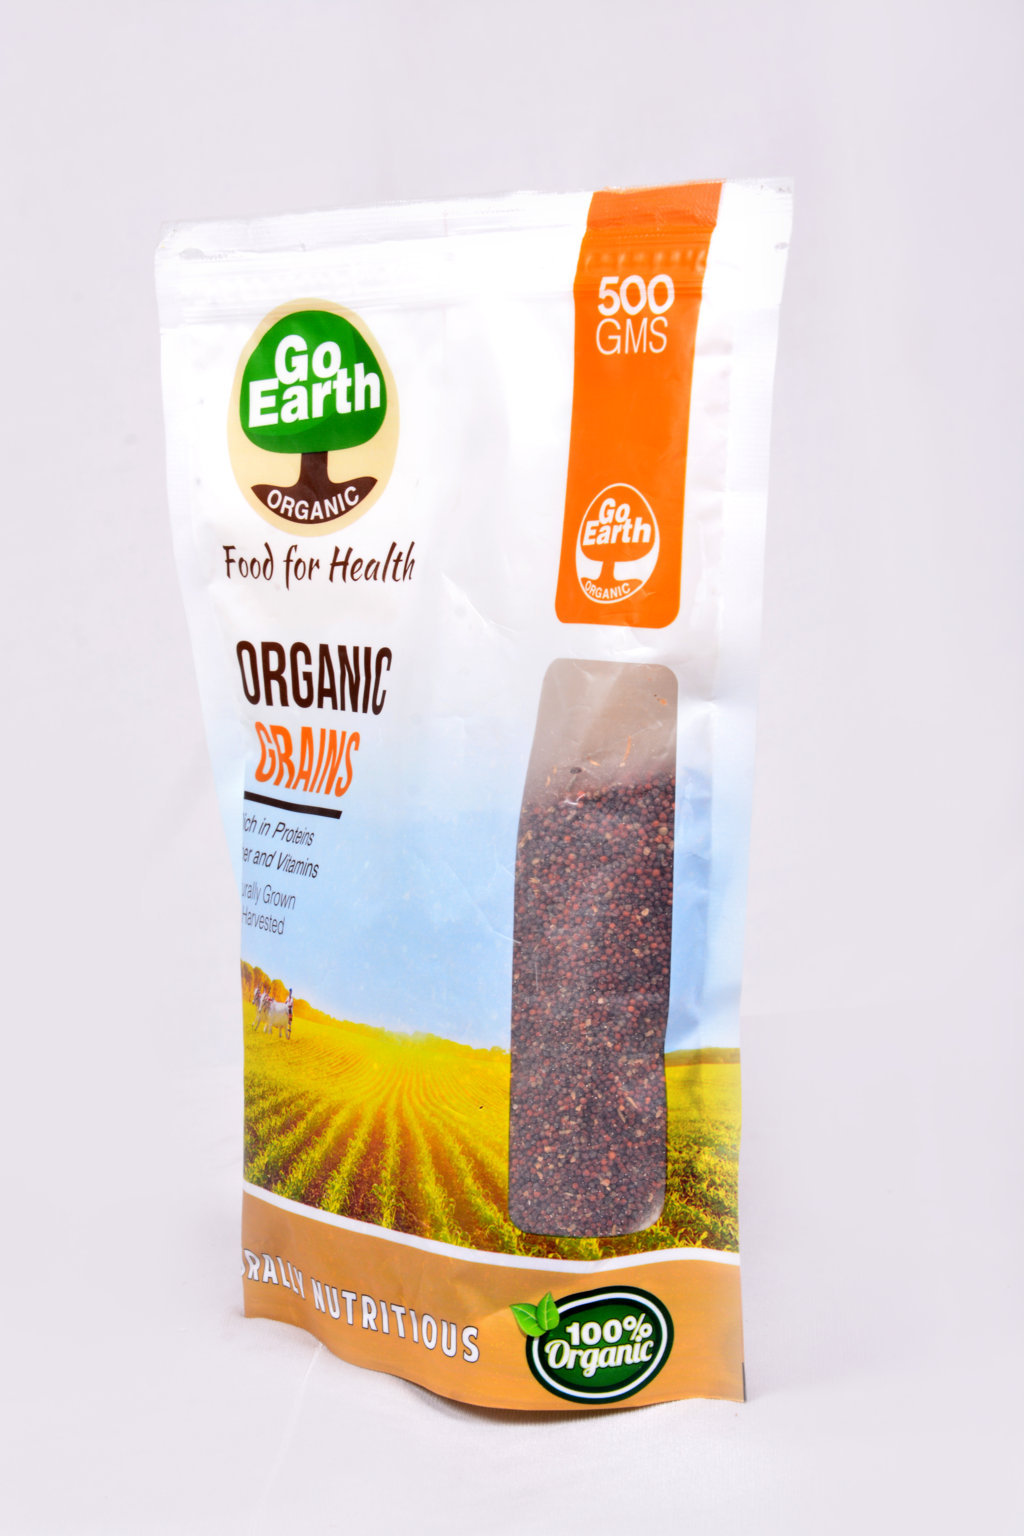 500
GMS
Go
Earth
ORGANIC
Food for Health
Go
Earth
ORGANIC
ORGANIC
GRAINS
in Proteins
and Vitamins
Grown
Harvested
NUTRITIOUS
100%
Organic